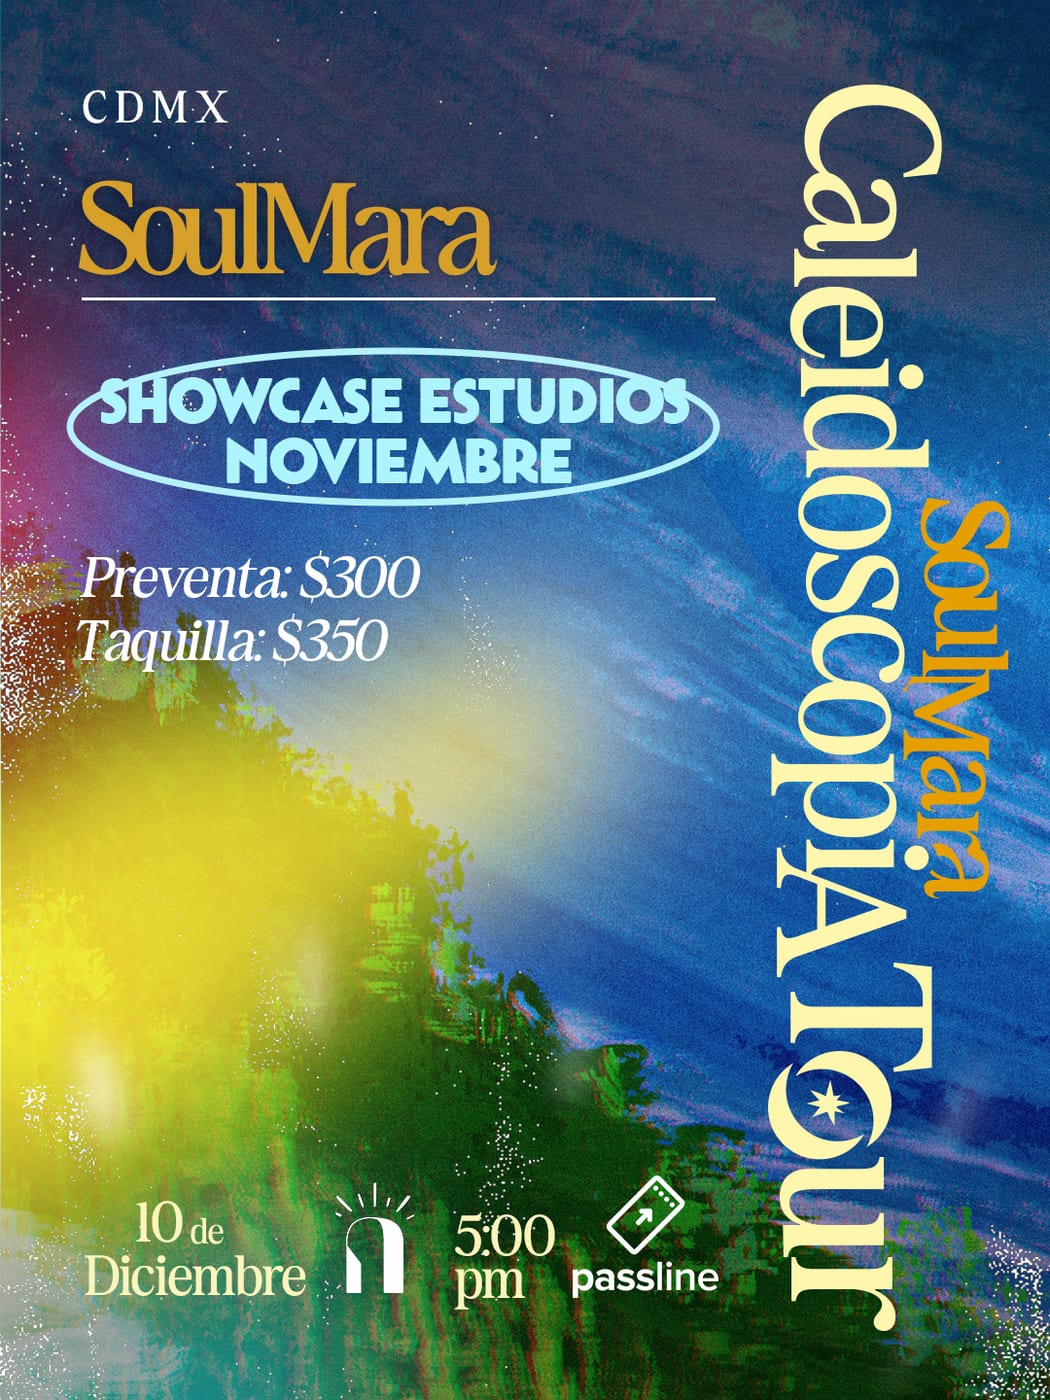 CDMX
SoulMara
SHOWCASE ESTUDIOS
NOVIEMBRE
Preventa: $300
Taquilla: $350
CaleidoscopiA TOur
SoulMara
10 de
Diciembre
5:00
pm
passline